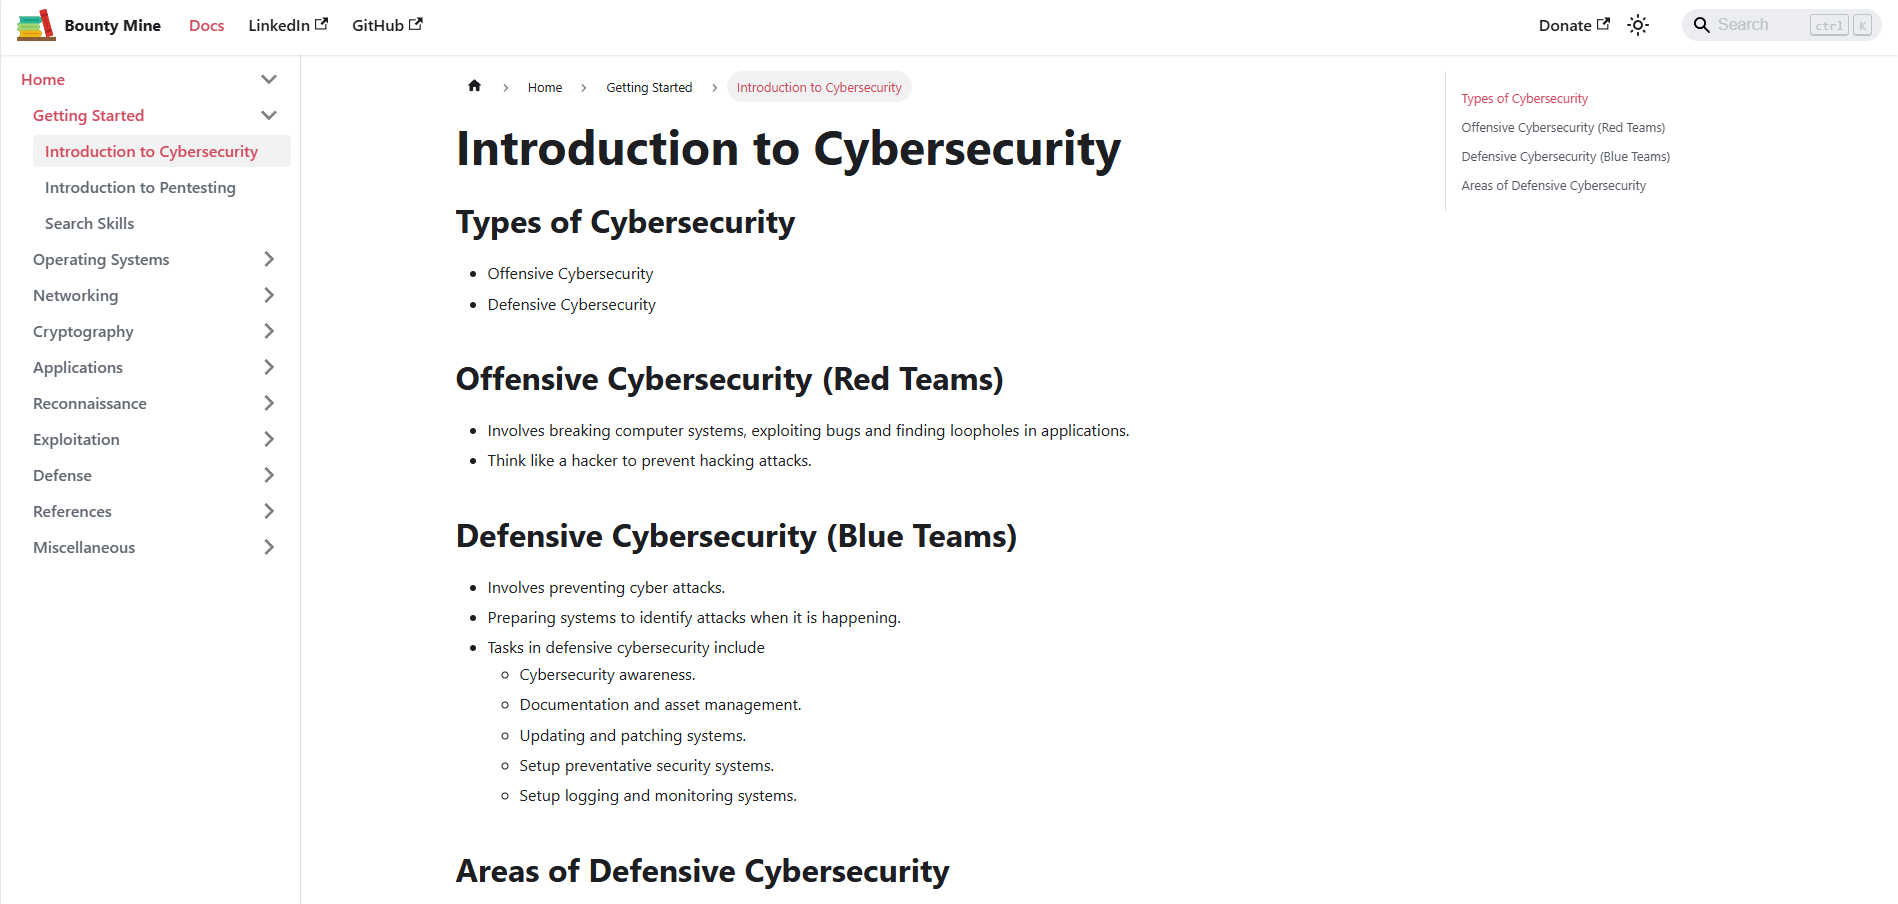 Bounty Mine
Docs
LinkedIn
GitHub
Donate
Search
ctrl
K
Home
Getting Started
Introduction to Cybersecurity
Introduction to Pentesting
Search Skills
Operating Systems
Networking
Cryptography
Applications
Reconnaissance
Exploitation
Defense
References
Miscellaneous
Home
Getting Started
Introduction to Cybersecurity
Introduction to Cybersecurity
Types of Cybersecurity
Offensive Cybersecurity
Defensive Cybersecurity
Offensive Cybersecurity (Red Teams)
Involves breaking computer systems, exploiting bugs and finding loopholes in applications.
Think like a hacker to prevent hacking attacks.
Defensive Cybersecurity (Blue Teams)
Involves preventing cyber attacks.
Preparing systems to identify attacks when it is happening.
Tasks in defensive cybersecurity include
Cybersecurity awareness.
Documentation and asset management.
Updating and patching systems.
Setup preventative security systems.
Setup logging and monitoring systems.
Areas of Defensive Cybersecurity
Types of Cybersecurity
Offensive Cybersecurity (Red Teams)
Defensive Cybersecurity (Blue Teams)
Areas of Defensive Cybersecurity